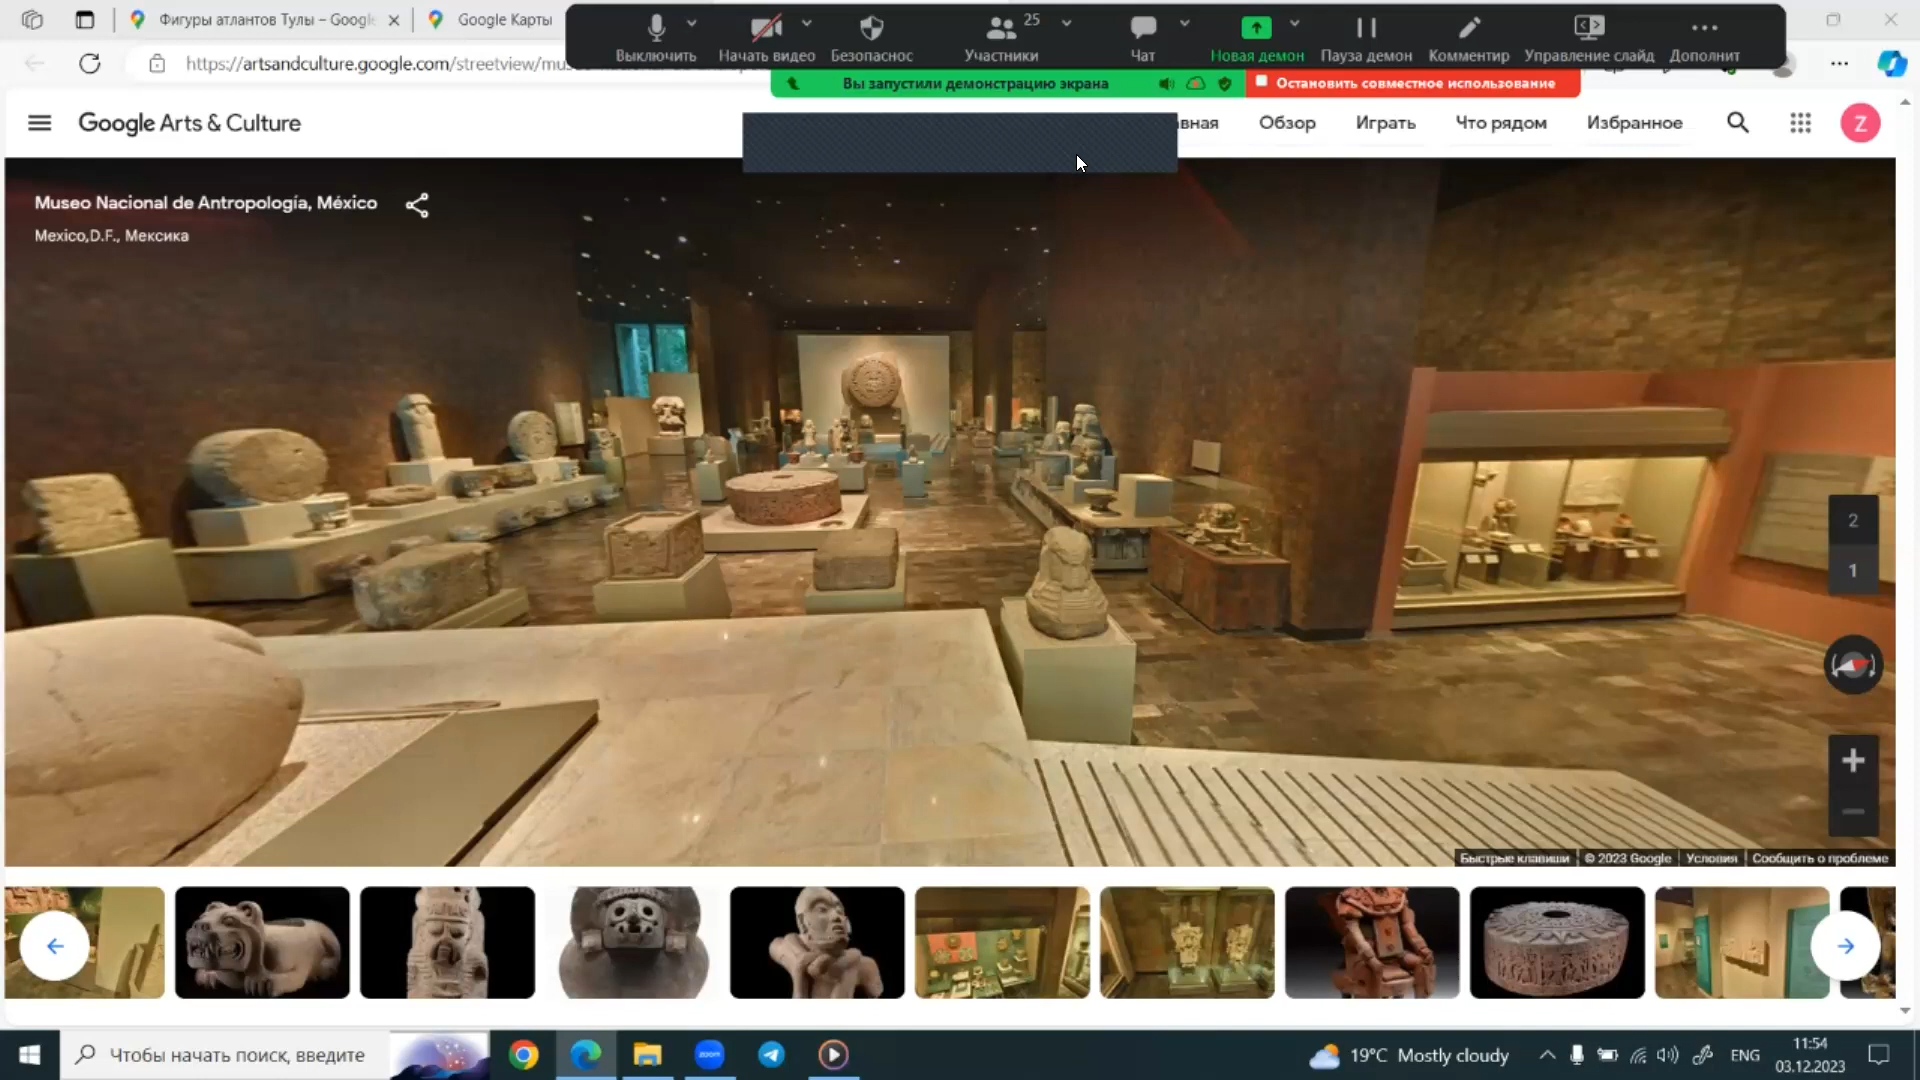 Фигуры атлантов Тулы – Google
Google Карты
25
Выключить
Начать видео
Безопаснос
Участники
Чат
Новая демон
Пауза демон
Комментир
Управление слайд
Дополнит
https://artsandculture.google.com/streetview/mus
Вы запустили демонстрацию экрана
Остановить совместное использование
Google Arts & Culture
вная
Обзор
Играть
Что рядом
Избранное
Z
Museo Nacional de Antropología, México
Mexico,D.F., Мексика
2
1
Быстрые клавиши
© 2023 Google
Условия
Сообщить о проблеме
Чтобы начать поиск, введите
zoom
19°C Mostly cloudy
ENG
11:54
03.12.2023